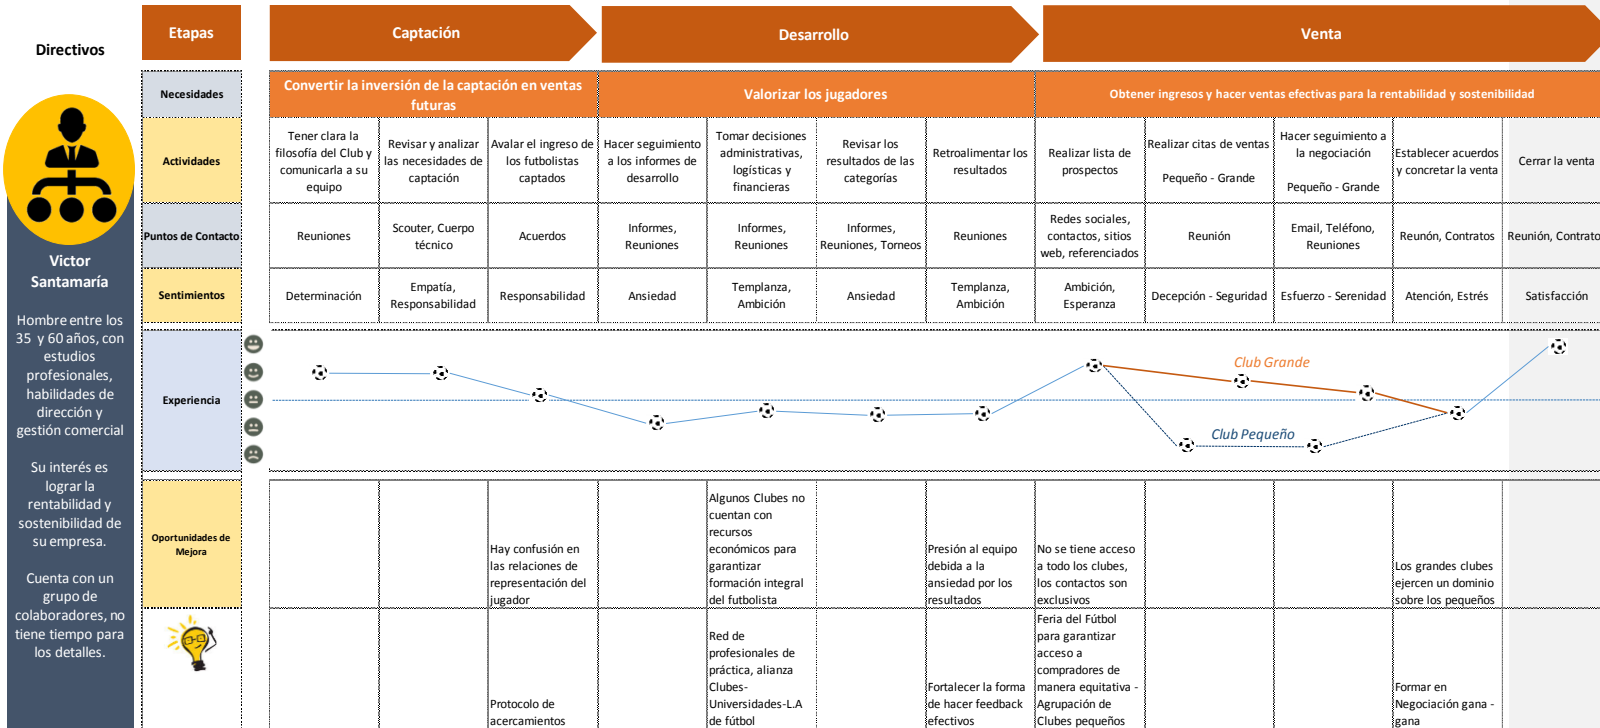 Directivos
Victor
Santamaría
Hombre entre los
35 y 60 años, con
estudios
profesionales,
habilidades de
dirección y
gestión comercial
Su interés es
lograr la
rentabilidad y
sostenibilidad de
su empresa.
Cuenta con un
grupo de
colaboradores, no
tiene tiempo para
los detalles.
Etapas
Captación
Desarrollo
Venta
Necesidades
Convertir la inversión de la captación en ventas
futuras
Valorizar los jugadores
Obtener ingresos y hacer ventas efectivas para la rentabilidad y sostenibilidad
Actividades
Tener clara la
filosofía del Club y
comunicarla a su
equipo
Revisar y analizar
las necesidades de
captación
Avalar el ingreso de
los futbolistas
captados
Hacer seguimiento
a los informes de
desarrollo
Tomar decisiones
administrativas,
logísticas y
financieras
Revisar los
resultados de las
categorías
Retroalimentar los
resultados
Realizar lista de
prospectos
Realizar citas de ventas
Pequeño - Grande
Hacer seguimiento a
la negociación
Pequeño - Grande
Establecer acuerdos
y concretar la venta
Cerrar la venta
Puntos de Contacto
Reuniones
Scouter, Cuerpo
técnico
Acuerdos
Informes,
Reuniones
Informes,
Reuniones
Informes,
Reuniones, Torneos
Reuniones
Redes sociales,
contactos, sitios
web, referenciados
Reunión
Email, Teléfono,
Reuniones
Reunón, Contratos
Reunión, Contrato
Sentimientos
Determinación
Empatía,
Responsabilidad
Responsabilidad
Ansiedad
Templanza,
Ambición
Ansiedad
Templanza,
Ambición
Ambición,
Esperanza
Decepción - Seguridad
Esfuerzo - Serenidad
Atención, Estrés
Satisfacción
Experiencia
Club Grande
Club Pequeño
Oportunidades de
Mejora
Hay confusión en
las relaciones de
representación del
jugador
Algunos Clubes no
cuentan con
recursos
económicos para
garantizar
formación integral
del futbolista
Presión al equipo
debida a la
ansiedad por los
resultados
No se tiene acceso
a todo los clubes,
los contactos son
exclusivos
Los grandes clubes
ejercen un dominio
sobre los pequeños
Protocolo de
acercamientos
Red de
profesionales de
práctica, alianza
Clubes-
Universidades-L.A
de fútbol
Fortalecer la forma
de hacer feedback
efectivos
Feria del Fútbol
para garantizar
acceso a
compradores de
manera equitativa -
Agrupación de
Clubes pequeños
Formar en
Negociación gana -
gana